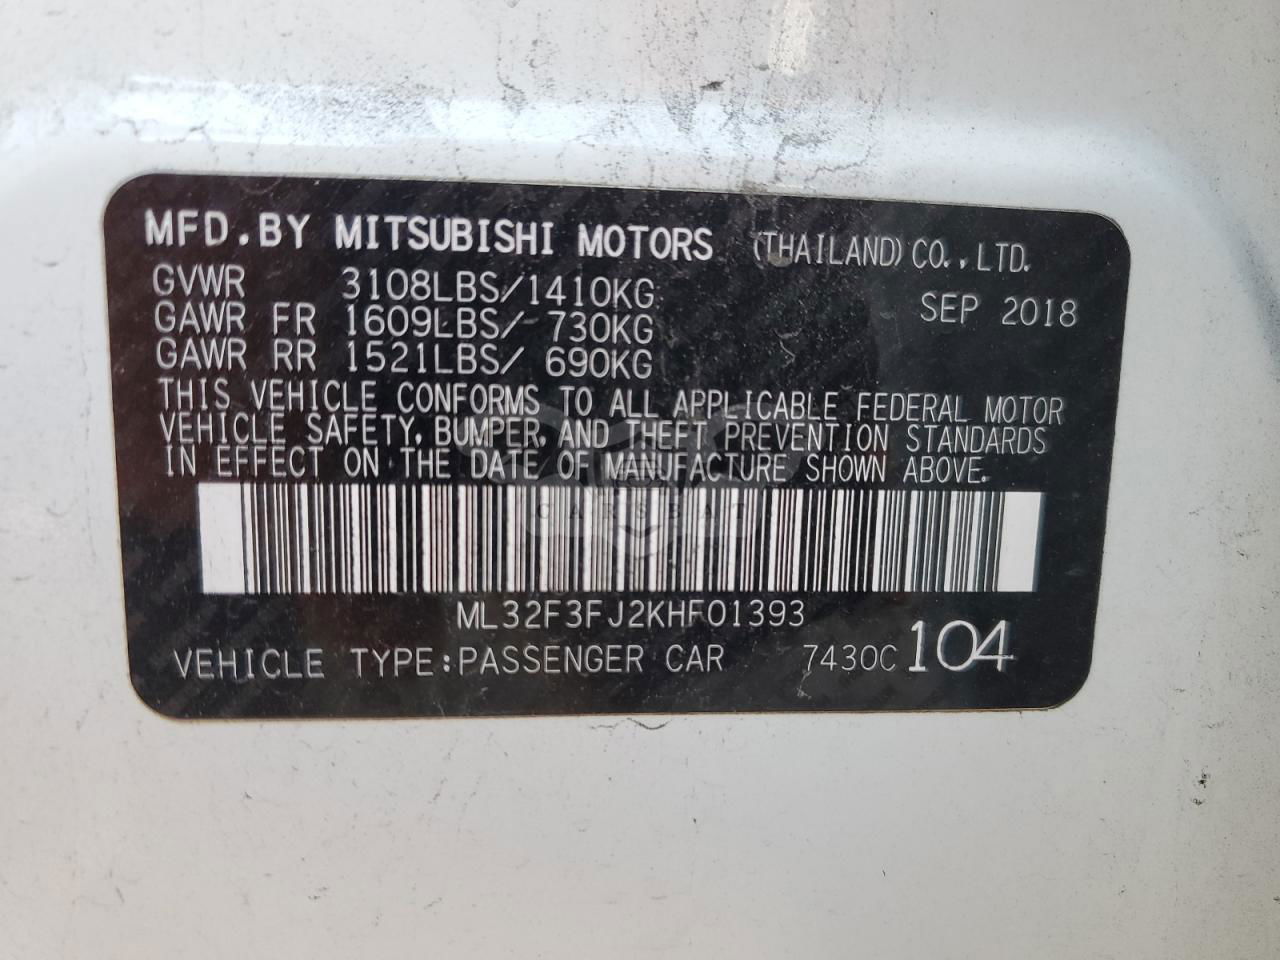 MFD.BY MITSUBISHI MOTORS (THAILAND) CO.,LTD.
GVWR 3108LBS/1410KG SEP 2018
GAWR FR 1609LBS/ 730KG
GAWR RR 1521LBS/ 690KG
THIS VEHICLE CONFORMS TO ALL APPLICABLE FEDERAL MOTOR
VEHICLE SAFETY, BUMPER, AND THEFT PREVENTION STANDARDS
IN EFFECT ON THE DATE OF MANUFACTURE SHOWN ABOVE.
CARSBAT
ML32F3FJ2KHF01393
VEHICLE TYPE:PASSENGER CAR 7430C 104